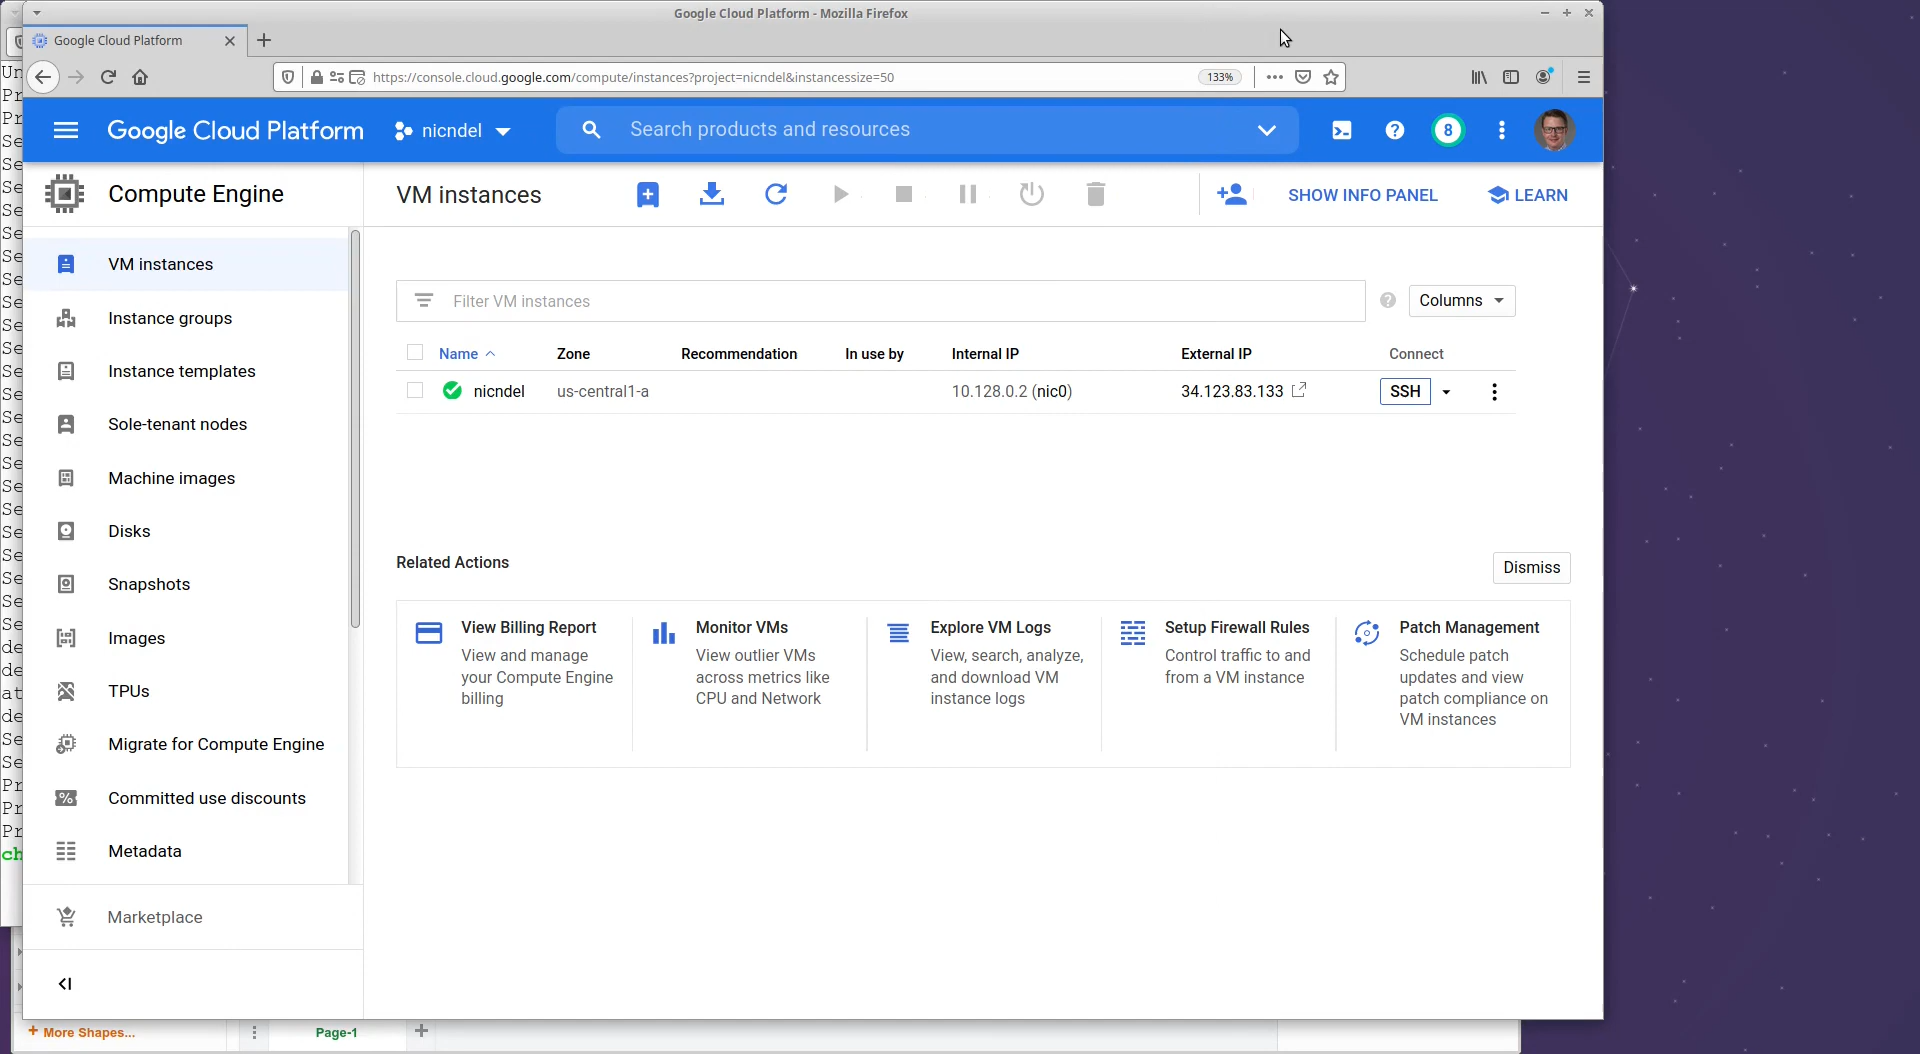 Google Cloud Platform - Mozilla Firefox
Google Cloud Platform
https://console.cloud.google.com/compute/instances?project=nicndel&instancessize=50
133%
Google Cloud Platform
nicndel
Search products and resources
8
Compute Engine
VM instances
SHOW INFO PANEL
LEARN
VM instances
Instance groups
Instance templates
Sole-tenant nodes
Machine images
Disks
Snapshots
Images
TPUs
Migrate for Compute Engine
Committed use discounts
Metadata
Marketplace
Filter VM instances
Columns
Name
Zone
Recommendation
In use by
Internal IP
External IP
Connect
nicndel
us-central1-a
10.128.0.2 (nic0)
34.123.83.133
SSH
Related Actions
Dismiss
View Billing Report
View and manage
your Compute Engine
billing
Monitor VMs
View outlier VMs
across metrics like
CPU and Network
Explore VM Logs
View, search, analyze,
and download VM
instance logs
Setup Firewall Rules
Control traffic to and
from a VM instance
Patch Management
Schedule patch
updates and view
patch compliance on
VM instances
+ More Shapes...
Page-1